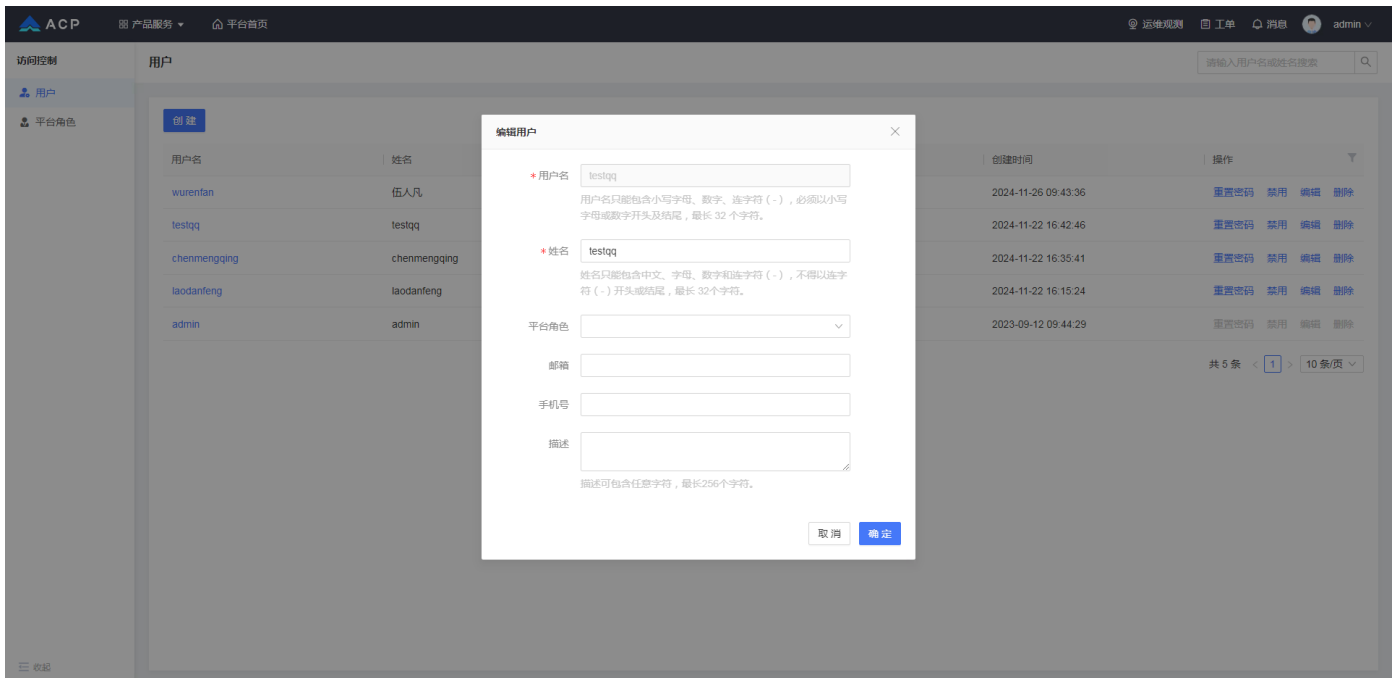 ACP 产品服务 平台首页 运维观测 工单 消息 admin
访问控制
用户
请输入用户名或姓名搜索
用户
平台角色
创 建
用户名 姓名 创建时间 操作
wurenfan 伍人凡 2024-11-26 09:43:36 重置密码 禁用 编辑 删除
testqq testqq 2024-11-22 16:42:46 重置密码 禁用 编辑 删除
chenmengqing chenmengqing 2024-11-22 16:35:41 重置密码 禁用 编辑 删除
laodanfeng laodanfeng 2024-11-22 16:15:24 重置密码 禁用 编辑 删除
admin admin 2023-09-12 09:44:29 重置密码 禁用 编辑 删除
共 5 条 < 1 > 10 条/页
编辑用户
* 用户名 testqq
用户名只能包含小写字母、数字、连字符 ( - ) ，必须以小写
字母或数字开头及结尾，最长 32 个字符。
* 姓名 testqq
姓名只能包含中文、字母、数字和连字符 ( - ) ，不得以连字
符 ( - ) 开头或结尾，最长 32个字符。
平台角色
邮箱
手机号
描述
描述可包含任意字符，最长256个字符。
取 消 确 定
收起